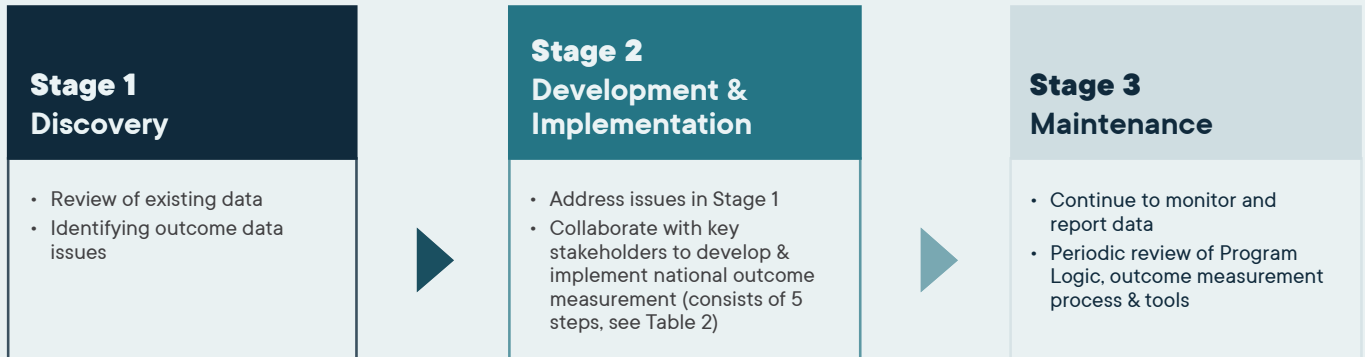 Stage 1
Discovery
• Review of existing data
• Identifying outcome data
issues
Stage 2
Development &
Implementation
• Address issues in Stage 1
• Collaborate with key
stakeholders to develop &
implement national outcome
measurement (consists of 5
steps, see Table 2)
Stage 3
Maintenance
• Continue to monitor and
report data
• Periodic review of Program
Logic, outcome measurement
process & tools